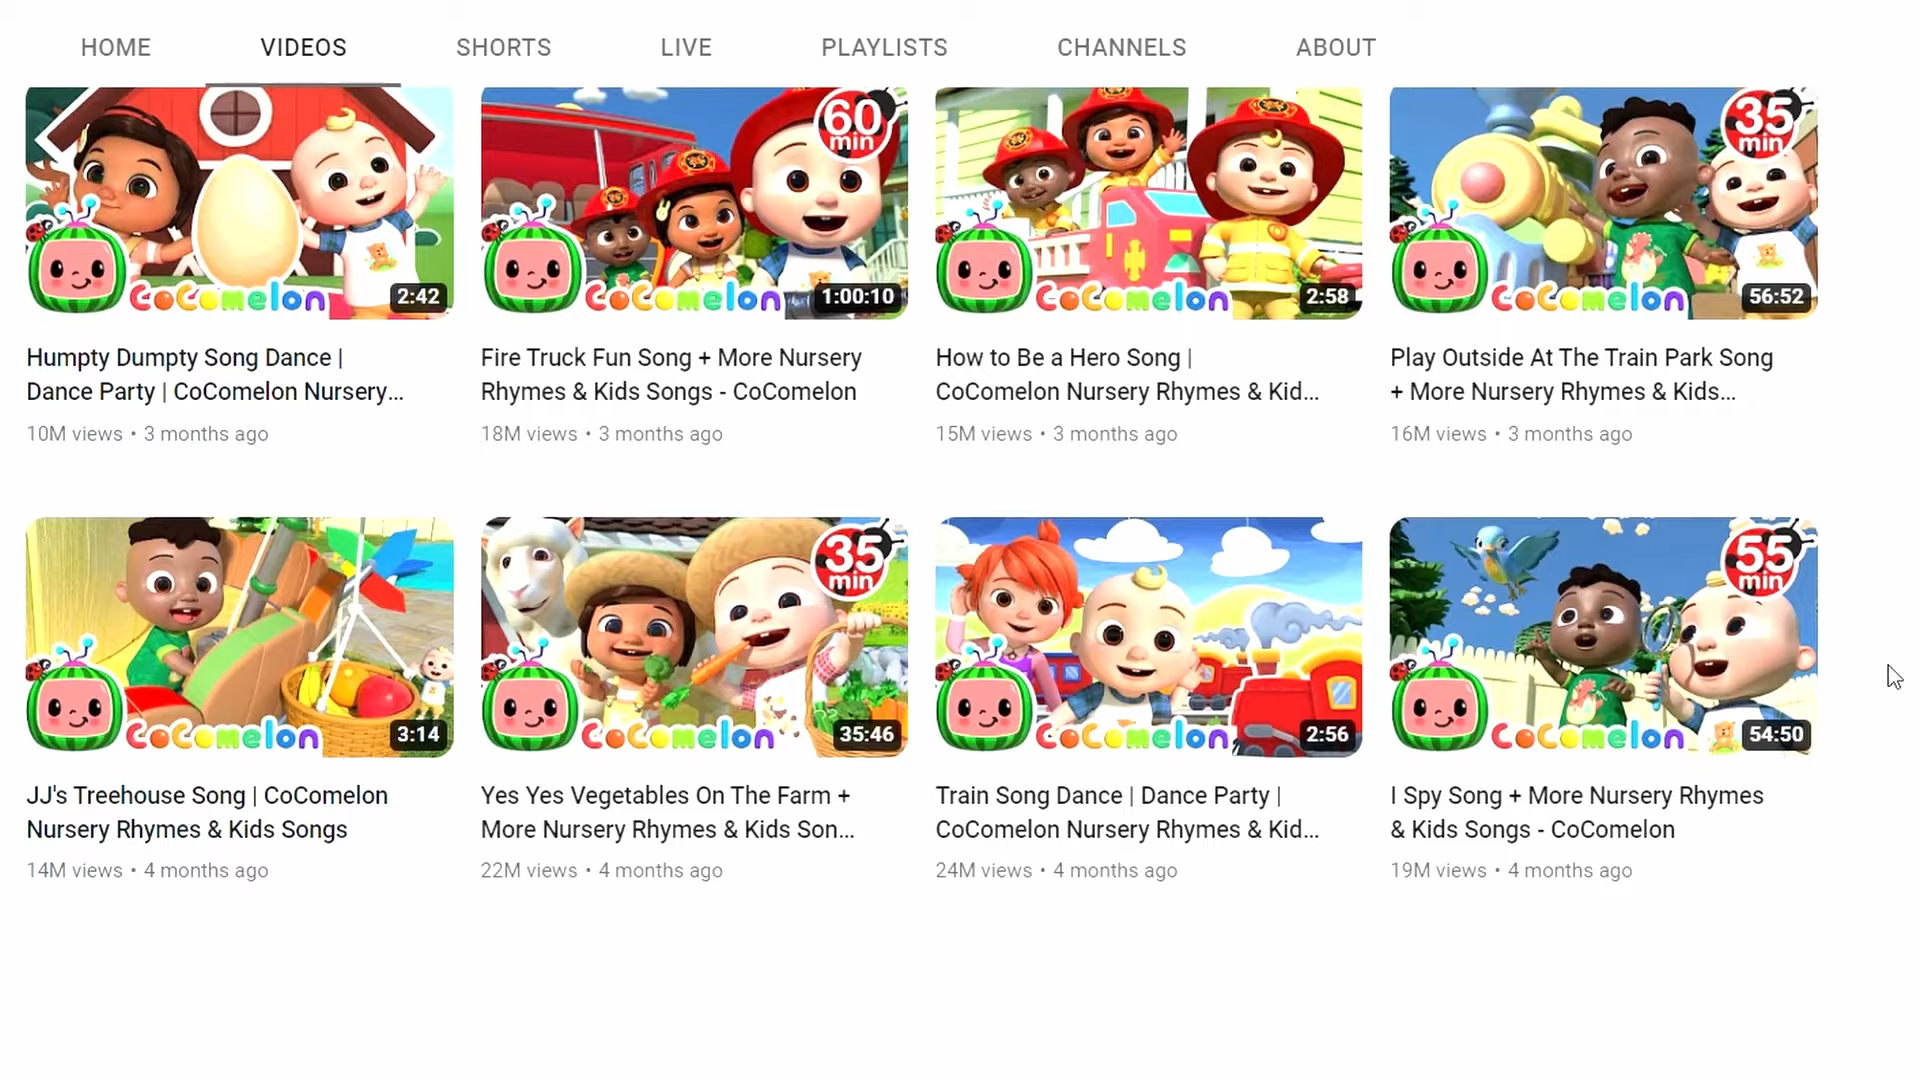 HOME VIDEOS SHORTS LIVE PLAYLISTS CHANNELS ABOUT
CoComelon
2:42
Humpty Dumpty Song Dance |
Dance Party | CoComelon Nursery...
10M views • 3 months ago
60
min
CoComelon
1:00:10
Fire Truck Fun Song + More Nursery
Rhymes & Kids Songs - CoComelon
18M views • 3 months ago
CoComelon
2:58
How to Be a Hero Song |
CoComelon Nursery Rhymes & Kid...
15M views • 3 months ago
35
min
CoComelon
56:52
Play Outside At The Train Park Song
+ More Nursery Rhymes & Kids...
16M views • 3 months ago
CoComelon
3:14
JJ's Treehouse Song | CoComelon
Nursery Rhymes & Kids Songs
14M views • 4 months ago
35
min
CoComelon
35:46
Yes Yes Vegetables On The Farm +
More Nursery Rhymes & Kids Son...
22M views • 4 months ago
CoComelon
2:56
Train Song Dance | Dance Party |
CoComelon Nursery Rhymes & Kid...
24M views • 4 months ago
55
min
CoComelon
54:50
I Spy Song + More Nursery Rhymes
& Kids Songs - CoComelon
19M views • 4 months ago